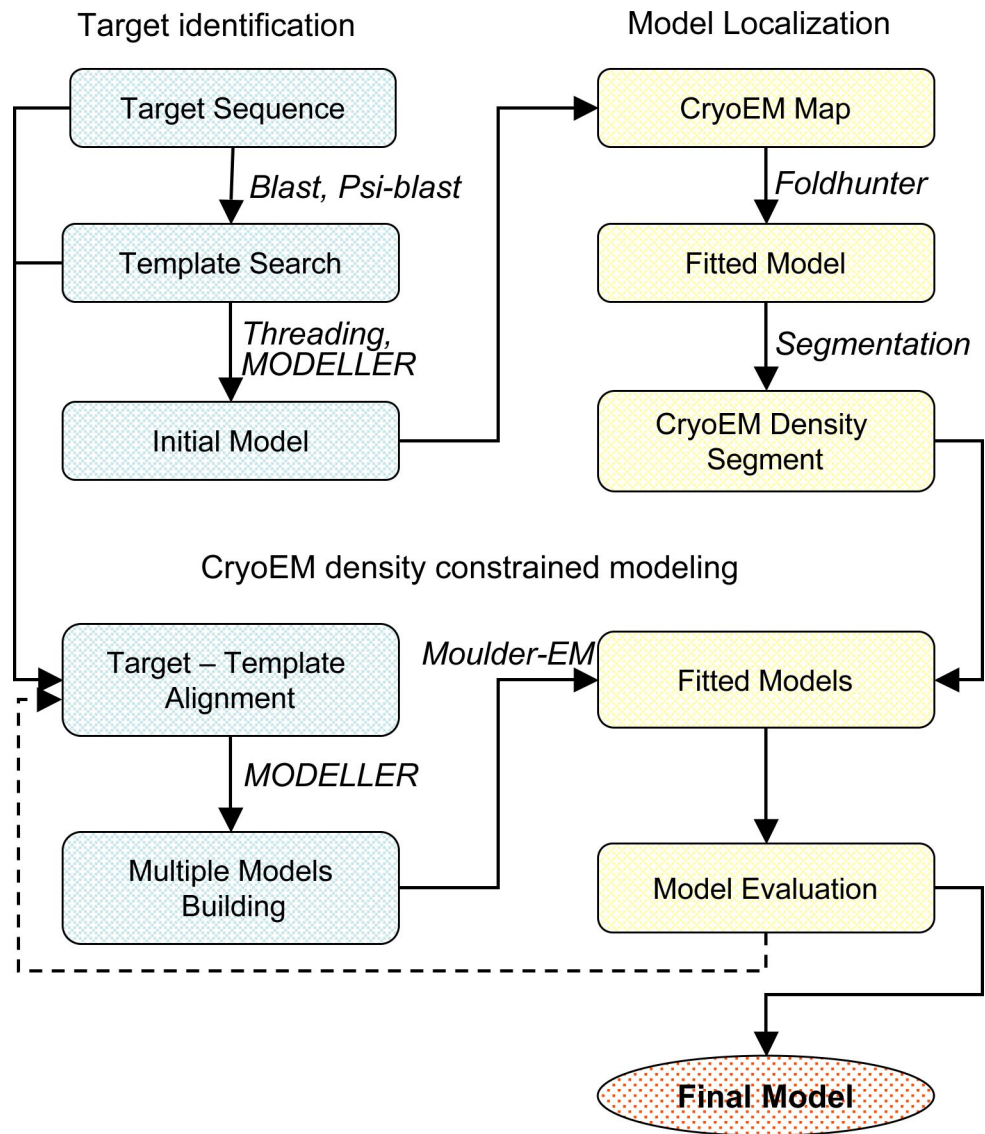 Target identification
Model Localization
Target Sequence
CryoEM Map
Blast, Psi-blast
Foldhunter
Template Search
Fitted Model
Threading,
MODELLER
Segmentation
Initial Model
CryoEM Density
Segment
CryoEM density constrained modeling
Target – Template
Alignment
Moulder-EM
Fitted Models
MODELLER
Multiple Models
Building
Model Evaluation
Final Model